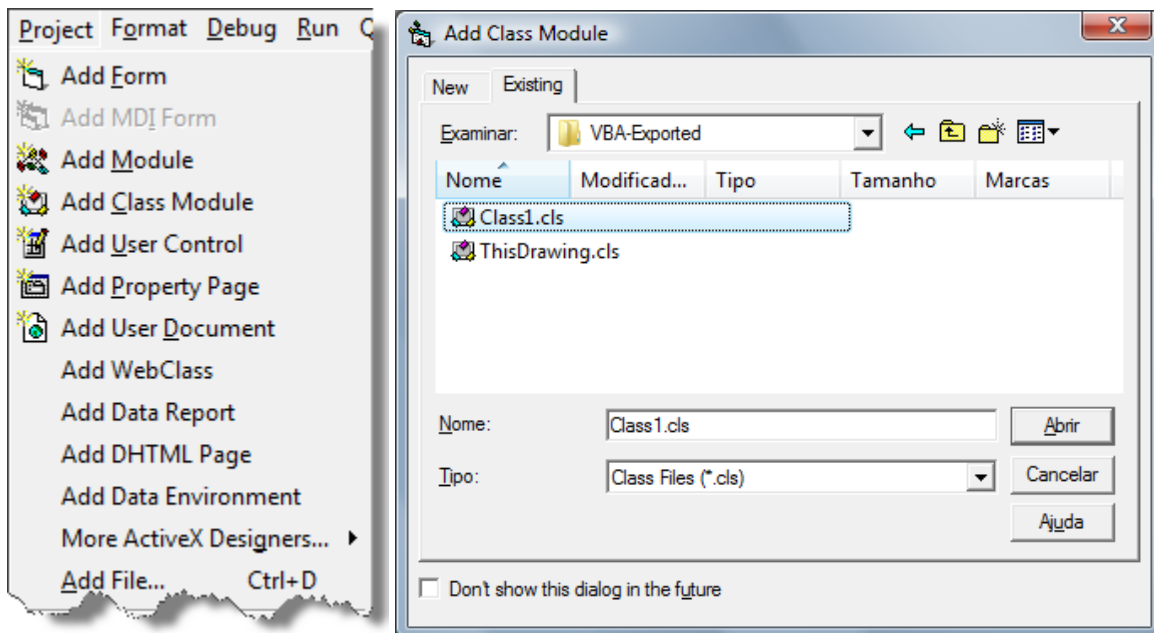 Project Format Debug Run
Add Form
Add MDI Form
Add Module
Add Class Module
Add User Control
Add Property Page
Add User Document
Add WebClass
Add Data Report
Add DHTML Page
Add Data Environment
More ActiveX Designers...
Add File... Ctrl+D
Add Class Module
New Existing
Examinar: VBA-Exported
Nome Modificad... Tipo Tamanho Marcas
Class1.cls
ThisDrawing.cls
Nome: Class1.cls Abrir
Tipo: Class Files (*.cls) Cancelar
Ajuda
Don't show this dialog in the future